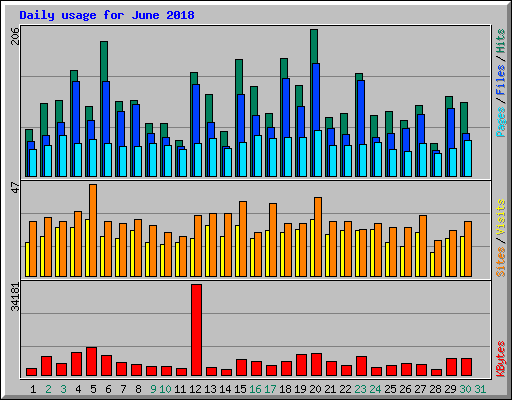 Daily usage for June 2018
206
Pages / Files / Hits
47
Sites / Visits
34181
KBytes
1 2 3 4 5 6 7 8 9 10 11 12 13 14 15 16 17 18 19 20 21 22 23 24 25 26 27 28 29 30 31